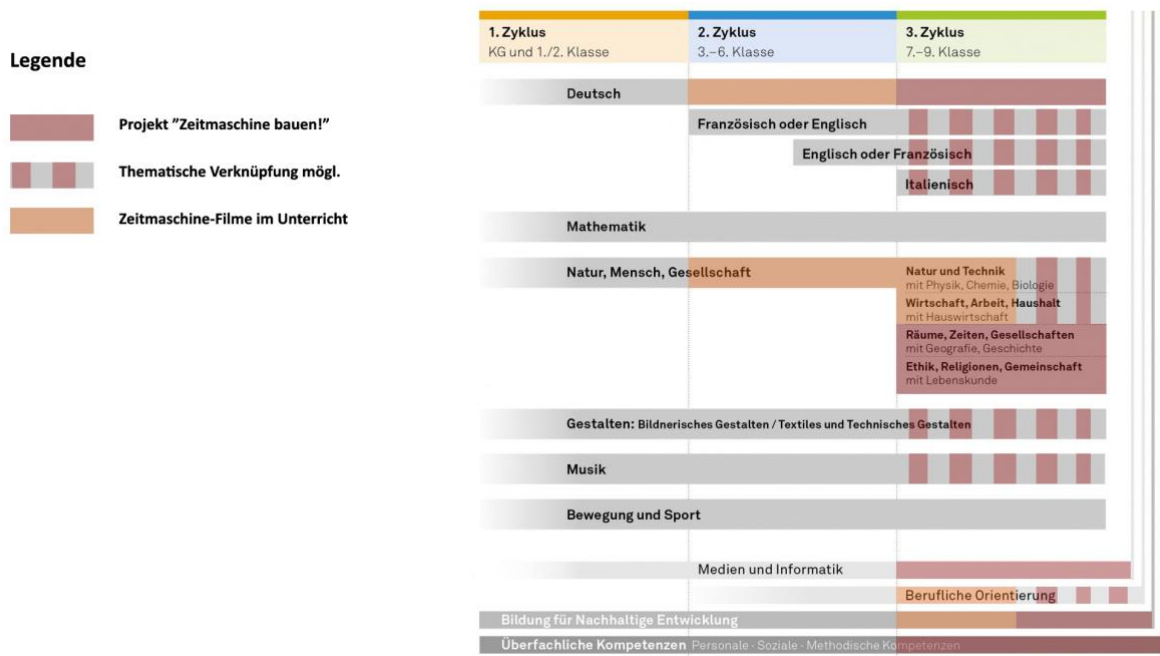 Legende
Projekt ”Zeitmaschine bauen!”
Thematische Verknüpfung mögl.
Zeitmaschine-Filme im Unterricht
1. Zyklus
KG und 1./2. Klasse
2. Zyklus
3.–6. Klasse
3. Zyklus
7.–9. Klasse
Deutsch
Französisch oder Englisch
Englisch oder Französisch
Italienisch
Mathematik
Natur, Mensch, Gesellschaft
Natur und Technik
mit Physik, Chemie, Biologie
Wirtschaft, Arbeit, Haushalt
mit Hauswirtschaft
Räume, Zeiten, Gesellschaften
mit Geografie, Geschichte
Ethik, Religionen, Gemeinschaft
mit Lebenskunde
Gestalten: Bildnerisches Gestalten / Textiles und Technisches Gestalten
Musik
Bewegung und Sport
Medien und Informatik
Berufliche Orientierung
Bildung für Nachhaltige Entwicklung
Überfachliche Kompetenzen Personale · Soziale · Methodische Kompetenzen